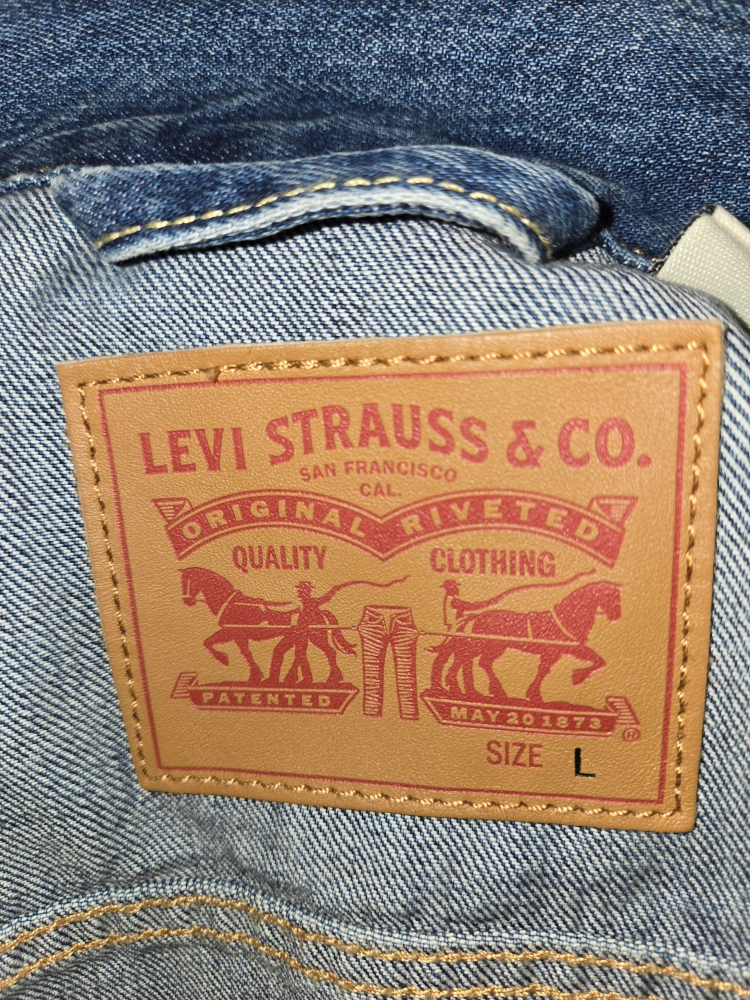 LEVI STRAUSS & CO.
SAN FRANCISCO
CAL.
ORIGINAL RIVETED
QUALITY CLOTHING
PATENTED
MAY 20 1873
®
SIZE L